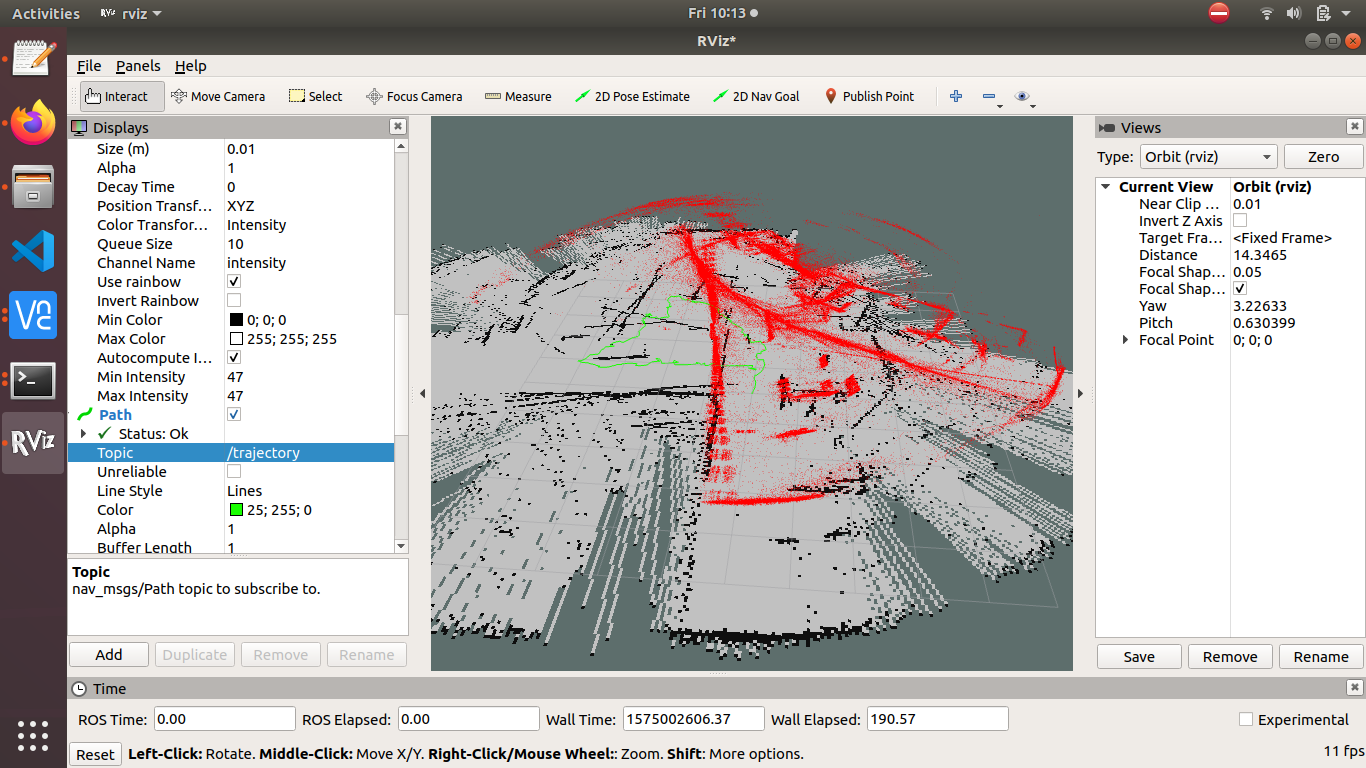 Activities rviz Fri 10:13
RViz*
File Panels Help
Interact Move Camera Select Focus Camera Measure 2D Pose Estimate 2D Nav Goal Publish Point
Displays
Size (m) 0.01
Alpha 1
Decay Time 0
Position Transf… XYZ
Color Transfor… Intensity
Queue Size 10
Channel Name intensity
Use rainbow
Invert Rainbow
Min Color 0; 0; 0
Max Color 255; 255; 255
Autocompute I…
Min Intensity 47
Max Intensity 47
Path
Status: Ok
Topic /trajectory
Unreliable
Line Style Lines
Color 25; 255; 0
Alpha 1
Buffer Length 1
Topic
nav_msgs/Path topic to subscribe to.
Add Duplicate Remove Rename
Views
Type: Orbit (rviz) Zero
Current View Orbit (rviz)
Near Clip … 0.01
Invert Z Axis
Target Fra… <Fixed Frame>
Distance 14.3465
Focal Shap… 0.05
Focal Shap…
Yaw 3.22633
Pitch 0.630399
Focal Point 0; 0; 0
Save Remove Rename
Time
ROS Time: 0.00 ROS Elapsed: 0.00 Wall Time: 1575002606.37 Wall Elapsed: 190.57 Experimental
Reset Left-Click: Rotate. Middle-Click: Move X/Y. Right-Click/Mouse Wheel:: Zoom. Shift: More options. 11 fps
RViz